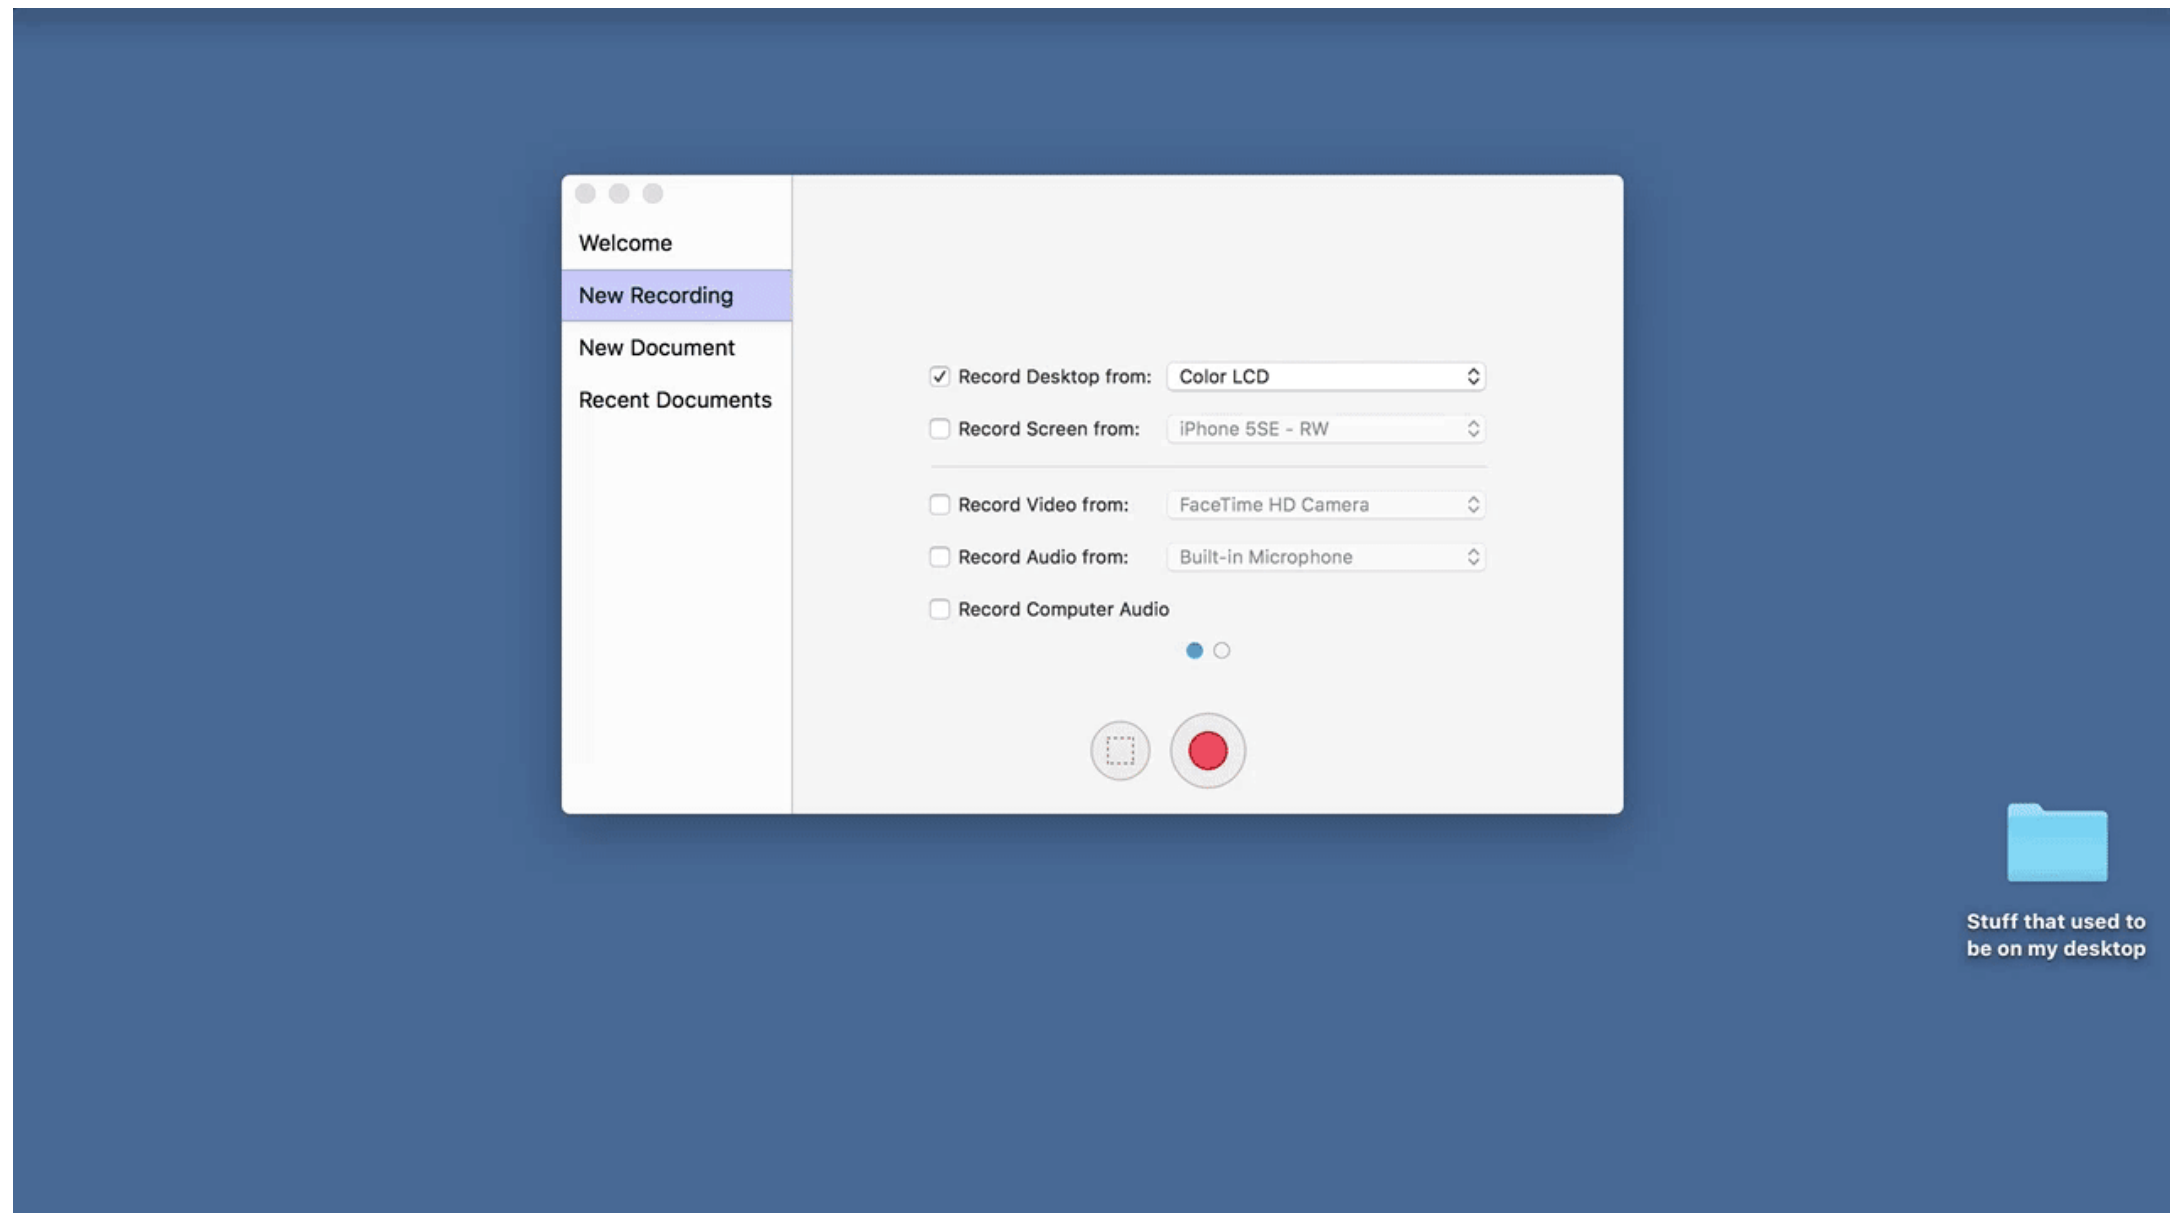 Welcome
New Recording
New Document
Recent Documents
Record Desktop from: Color LCD
Record Screen from: iPhone 5SE - RW
Record Video from: FaceTime HD Camera
Record Audio from: Built-in Microphone
Record Computer Audio
Stuff that used to
be on my desktop